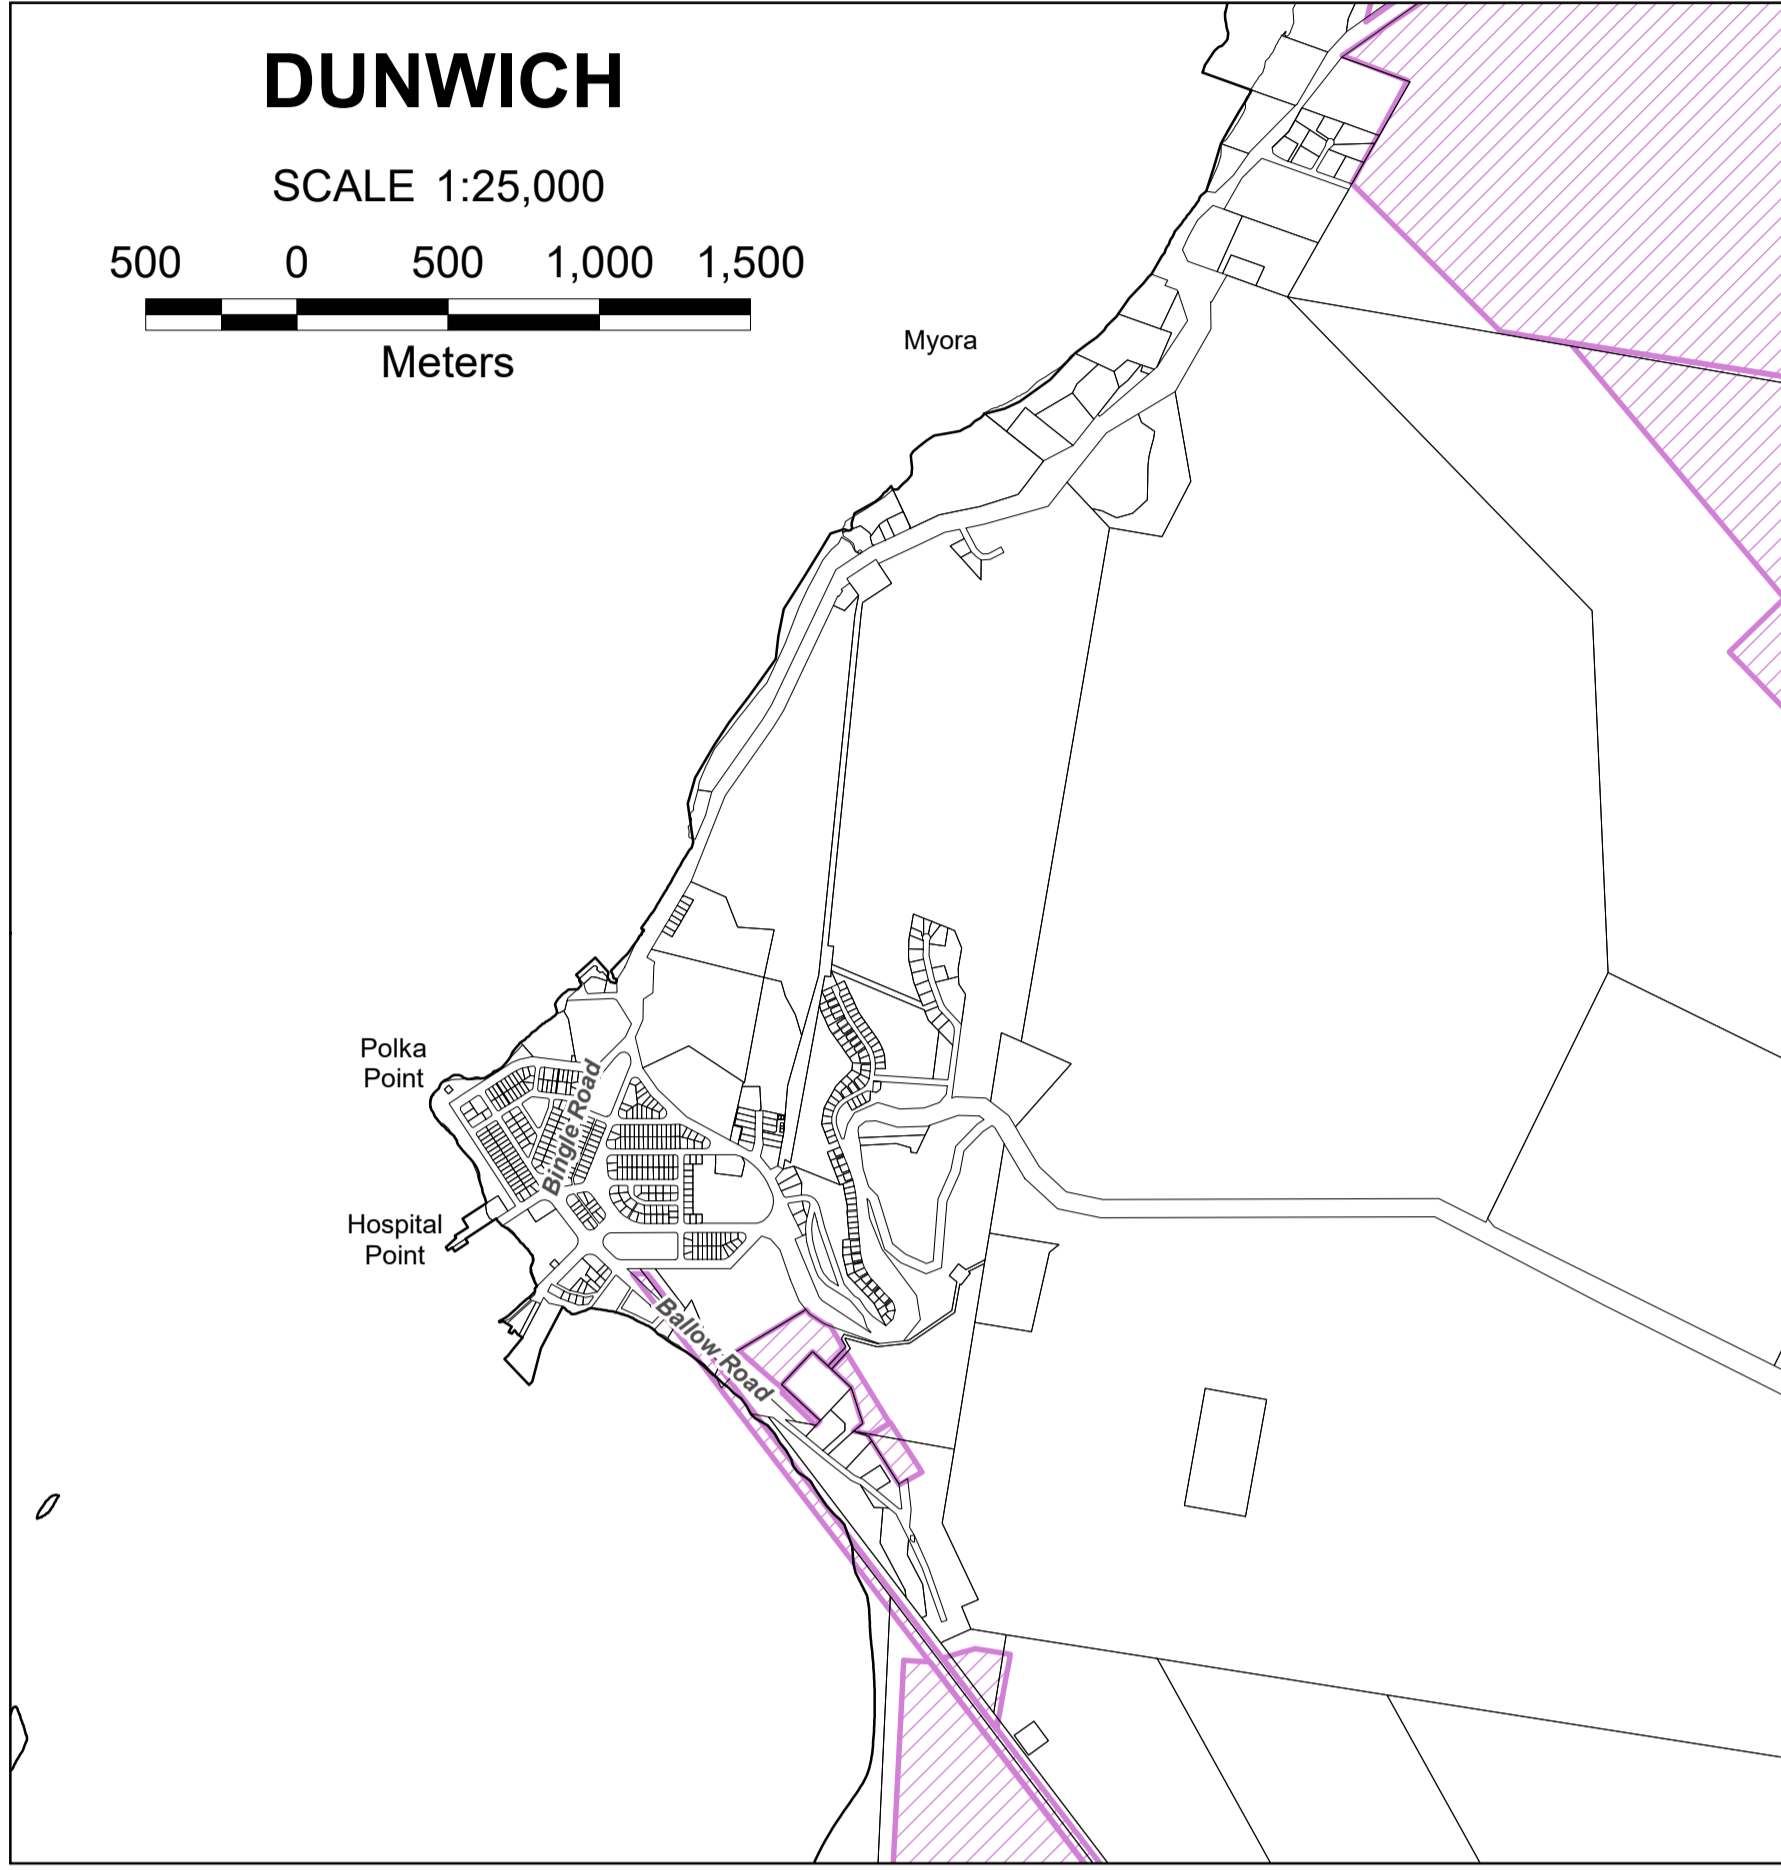 DUNWICH
SCALE 1:25,000
500 0 500 1,000 1,500
Meters
Myora
Polka
Point
Bingle Road
Hospital
Point
Ballow Road